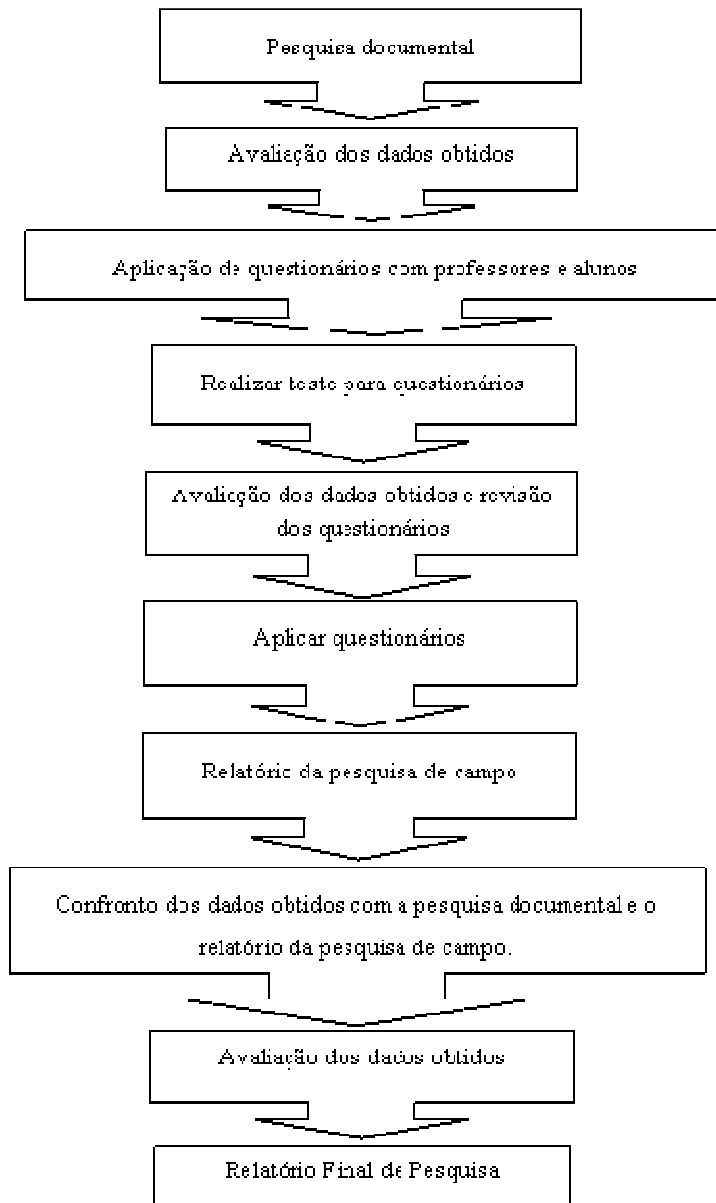 Pesquisa documental
Avaliação dos dados obtidos
Aplicação de questionários com professores e alunos
Realizar teste para questionários
Avaliação dos dados obtidos e revisão
dos questionários
Aplicar questionários
Relatório da pesquisa de campo
Confronto dos dados obtidos com a pesquisa documental e o
relatório da pesquisa de campo.
Avaliação dos dados obtidos
Relatório Final de Pesquisa